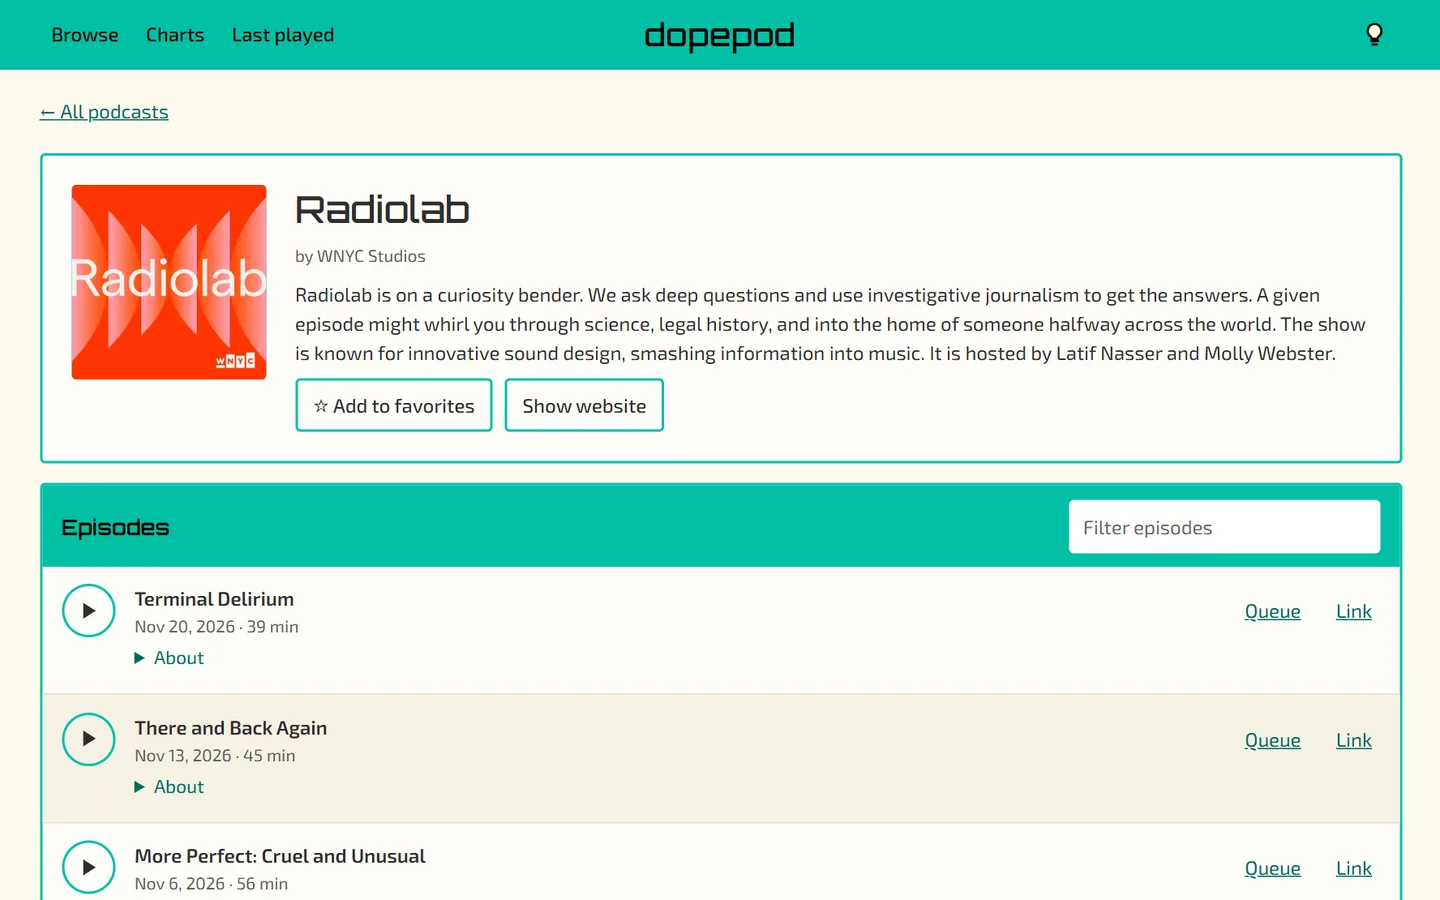 Browse Charts Last played dopepod
← All podcasts
Radiolab
WNYC
Radiolab
by WNYC Studios
Radiolab is on a curiosity bender. We ask deep questions and use investigative journalism to get the answers. A given
episode might whirl you through science, legal history, and into the home of someone halfway across the world. The show
is known for innovative sound design, smashing information into music. It is hosted by Latif Nasser and Molly Webster.
☆ Add to favorites Show website
Episodes Filter episodes
Terminal Delirium
Nov 20, 2026 · 39 min
▶ About
Queue Link
There and Back Again
Nov 13, 2026 · 45 min
▶ About
Queue Link
More Perfect: Cruel and Unusual
Nov 6, 2026 · 56 min
Queue Link